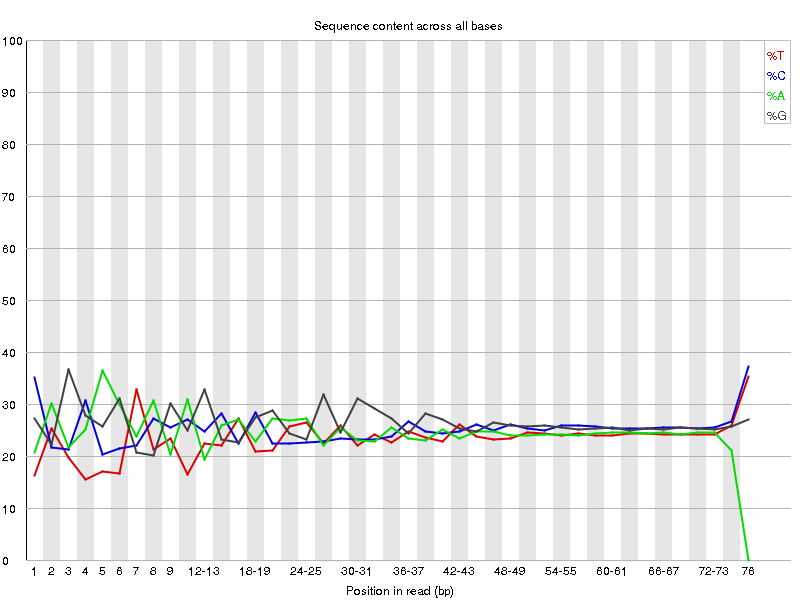 Sequence content across all bases
100
90
80
70
60
50
40
30
20
10
0
%T
%C
%A
%G
1 2 3 4 5 6 7 8 9 12-13 18-19 24-25 30-31 36-37 42-43 48-49 54-55 60-61 66-67 72-73 76
Position in read (bp)